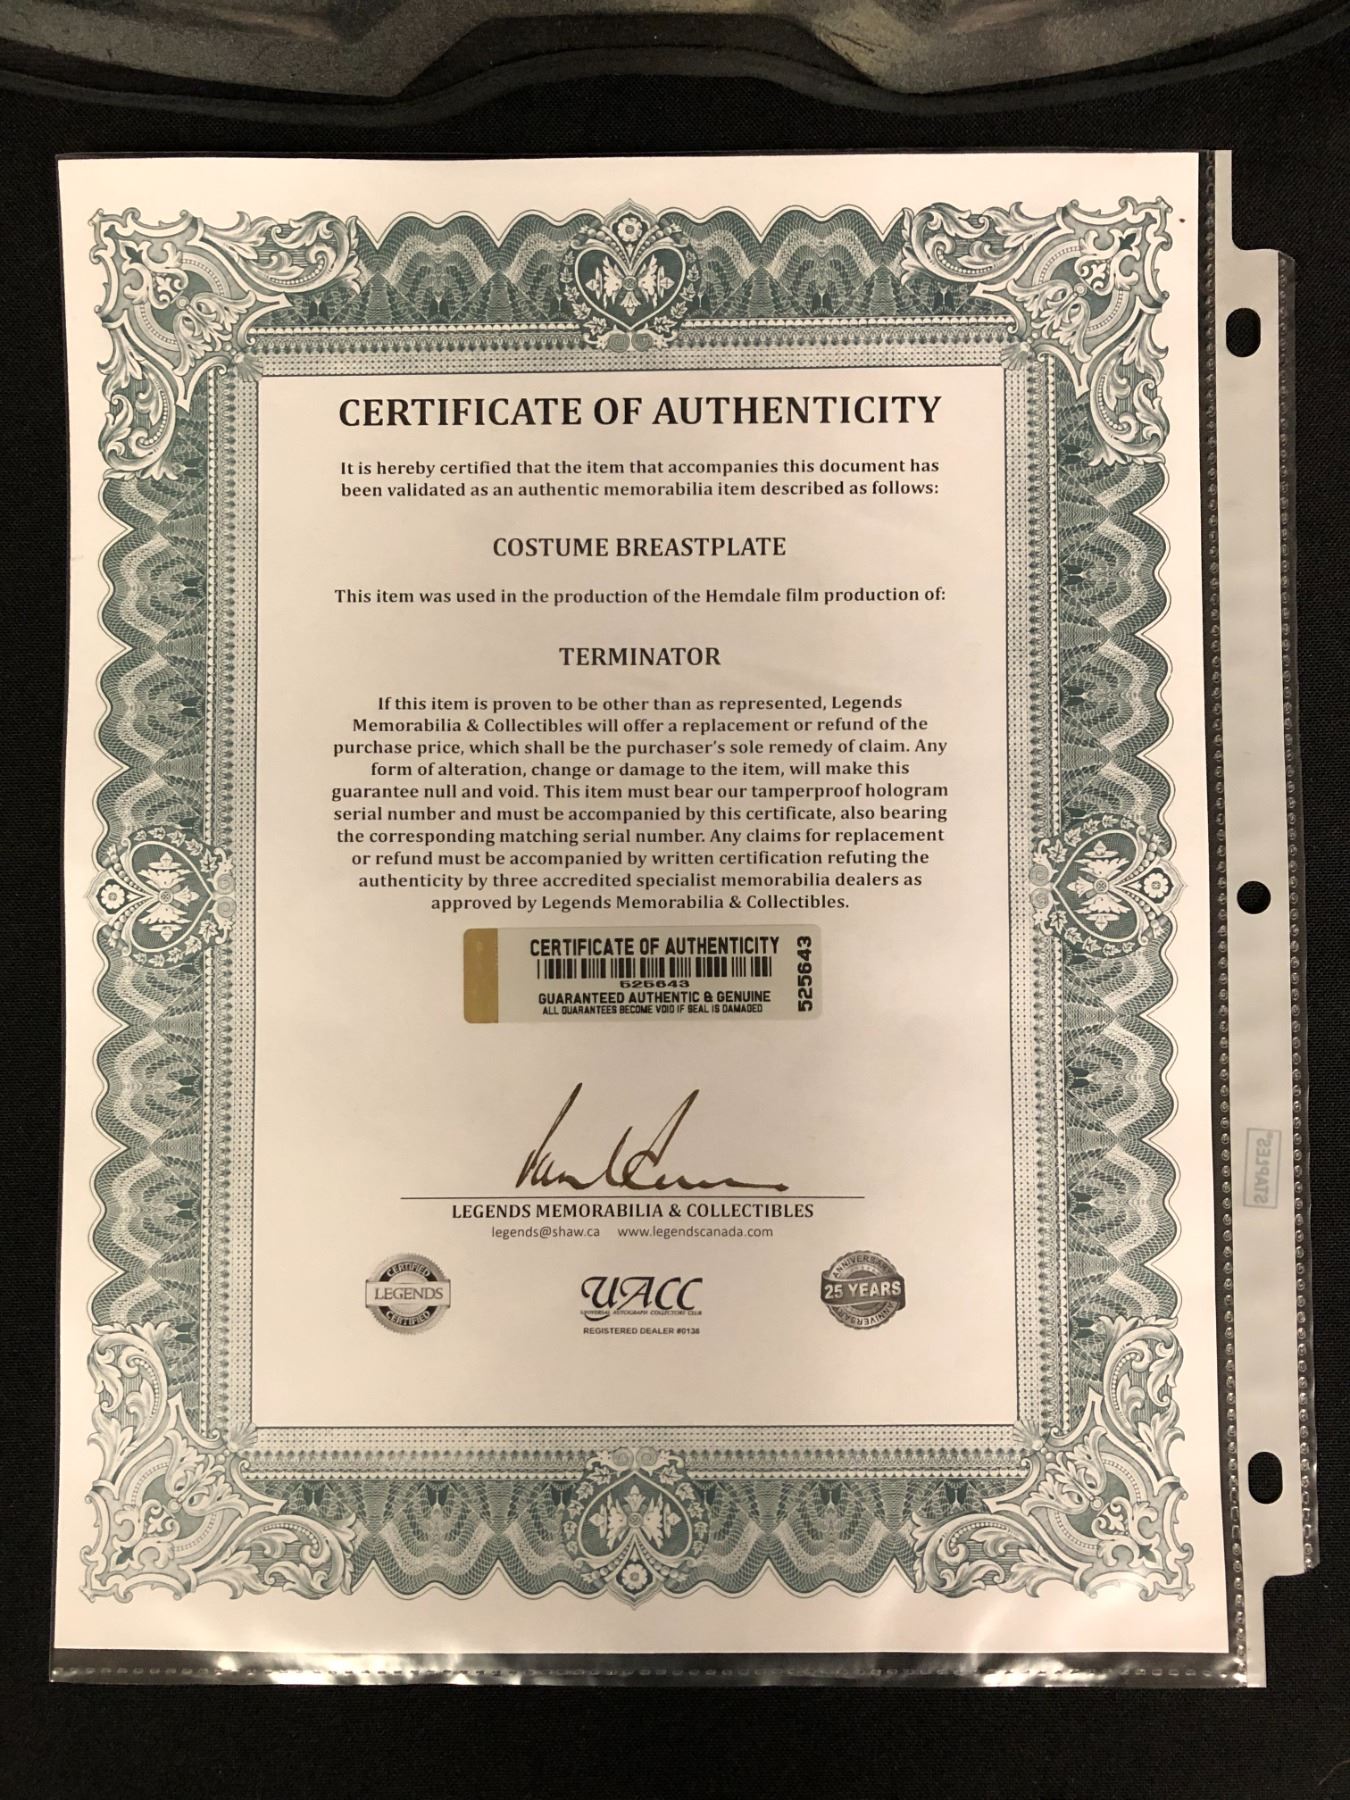 CERTIFICATE OF AUTHENTICITY
It is hereby certified that the item that accompanies this document has
been validated as an authentic memorabilia item described as follows:
COSTUME BREASTPLATE
This item was used in the production of the Hemdale film production of:
TERMINATOR
If this item is proven to be other than as represented, Legends
Memorabilia & Collectibles will offer a replacement or refund of the
purchase price, which shall be the purchaser's sole remedy of claim. Any
form of alteration, change or damage to the item, will make this
guarantee null and void. This item must bear our tamperproof hologram
serial number and must be accompanied by this certificate, also bearing
the corresponding matching serial number. Any claims for replacement
or refund must be accompanied by written certification refuting the
authenticity by three accredited specialist memorabilia dealers as
approved by Legends Memorabilia & Collectibles.
CERTIFICATE OF AUTHENTICITY
525643
GUARANTEED AUTHENTIC & GENUINE
ALL GUARANTEES BECOME VOID IF SEAL IS DAMAGED
525643
LEGENDS MEMORABILIA & COLLECTIBLES
legends@shaw.ca www.legendscanada.com
CERTIFIED
LEGENDS
CERTIFIED
UACC
UNIVERSAL AUTOGRAPH COLLECTORS CLUB
REGISTERED DEALER #0138
ANNIVERSARY
25 YEARS
ANNIVERSARY
STAPLES